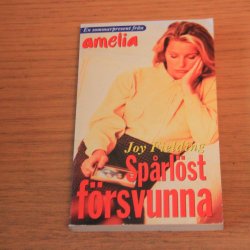 En sommarpresent från
amelia
Joy Fielding
Spårlöst
försvunna